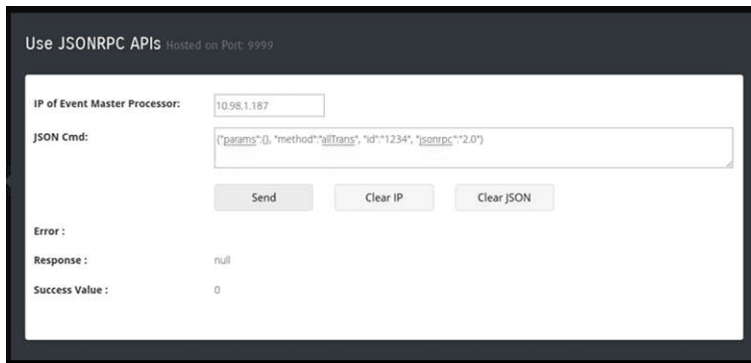 Use JSONRPC APIs Hosted on Port: 9999
IP of Event Master Processor: 10.98.1.187
JSON Cmd: {"params":{}, "method":"allTrans", "id":"1234", "jsonrpc":"2.0"}
Send Clear IP Clear JSON
Error :
Response : null
Success Value : 0